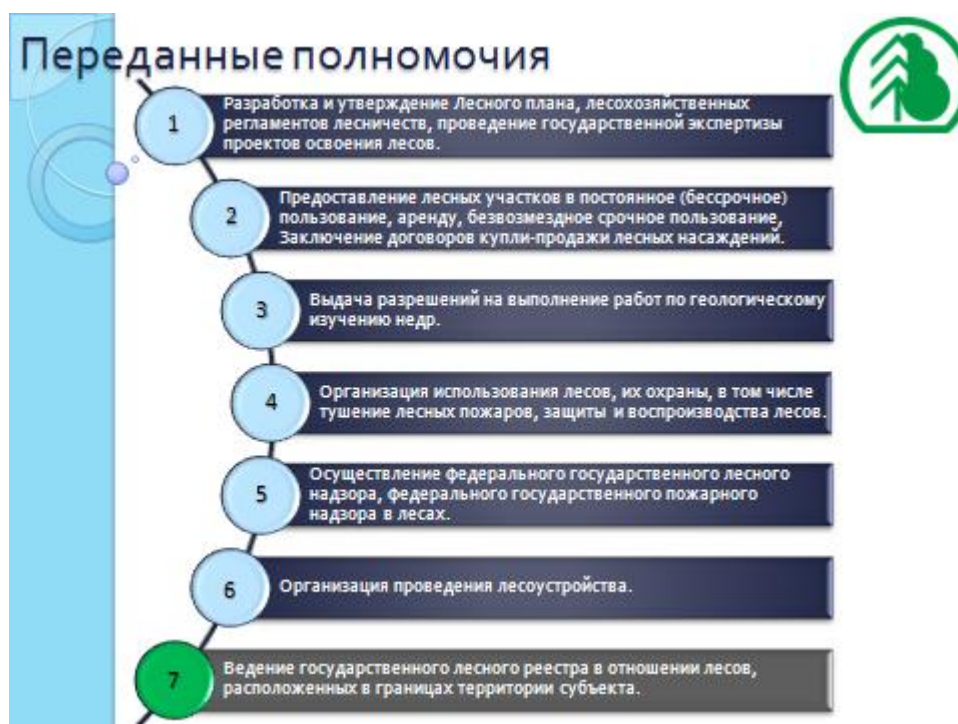 Переданные полномочия
1
Разработка и утверждение Лесного плана, лесохозяйственных
регламентов лесничеств, проведение государственной экспертизы
проектов освоения лесов.
2
Предоставление лесных участков в постоянное (бессрочное)
пользование, аренду, безвозмездное срочное пользование,
Заключение договоров купли-продажи лесных насаждений.
3
Выдача разрешений на выполнение работ по геологическому
изучению недр.
4
Организация использования лесов, их охраны, в том числе
тушение лесных пожаров, защиты и воспроизводства лесов.
5
Осуществление федерального государственного лесного
надзора, федерального государственного пожарного
надзора в лесах.
6
Организация проведения лесоустройства.
7
Ведение государственного лесного реестра в отношении лесов,
расположенных в границах территории субъекта.